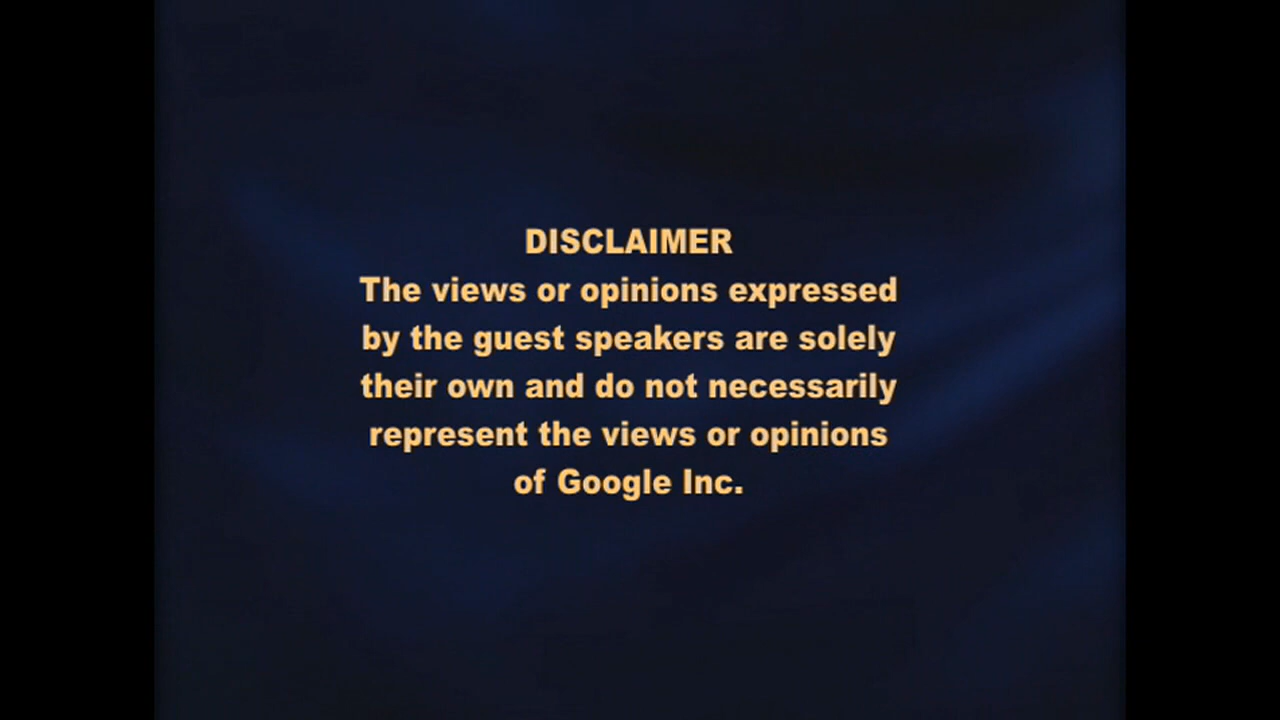 DISCLAIMER
The views or opinions expressed
by the guest speakers are solely
their own and do not necessarily
represent the views or opinions
of Google Inc.